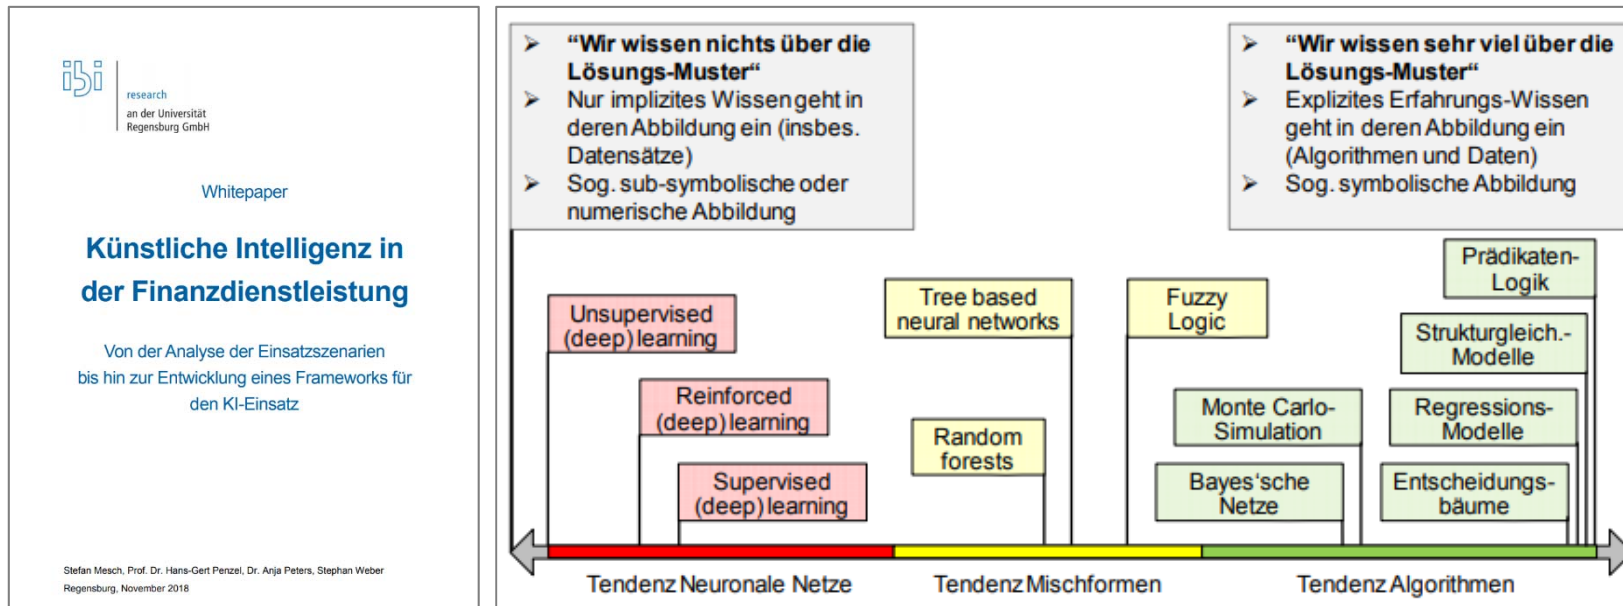 ibi
research
an der Universität
Regensburg GmbH
Whitepaper
Künstliche Intelligenz in
der Finanzdienstleistung
Von der Analyse der Einsatzszenarien
bis hin zur Entwicklung eines Frameworks für
den KI-Einsatz
Stefan Mesch, Prof. Dr. Hans-Gert Penzel, Dr. Anja Peters, Stephan Weber
Regensburg, November 2018
➢ “Wir wissen nichts über die
Lösungs-Muster“
➢ Nur implizites Wissen geht in
deren Abbildung ein (insbes.
Datensätze)
➢ Sog. sub-symbolische oder
numerische Abbildung
➢ “Wir wissen sehr viel über die
Lösungs-Muster“
➢ Explizites Erfahrungs-Wissen
geht in deren Abbildung ein
(Algorithmen und Daten)
➢ Sog. symbolische Abbildung
Unsupervised
(deep) learning
Reinforced
(deep) learning
Supervised
(deep) learning
Tree based
neural networks
Random
forests
Fuzzy
Logic
Monte Carlo-
Simulation
Bayes‘sche
Netze
Prädikaten-
Logik
Strukturgleich.-
Modelle
Regressions-
Modelle
Entscheidungs-
bäume
Tendenz Neuronale Netze
Tendenz Mischformen
Tendenz Algorithmen